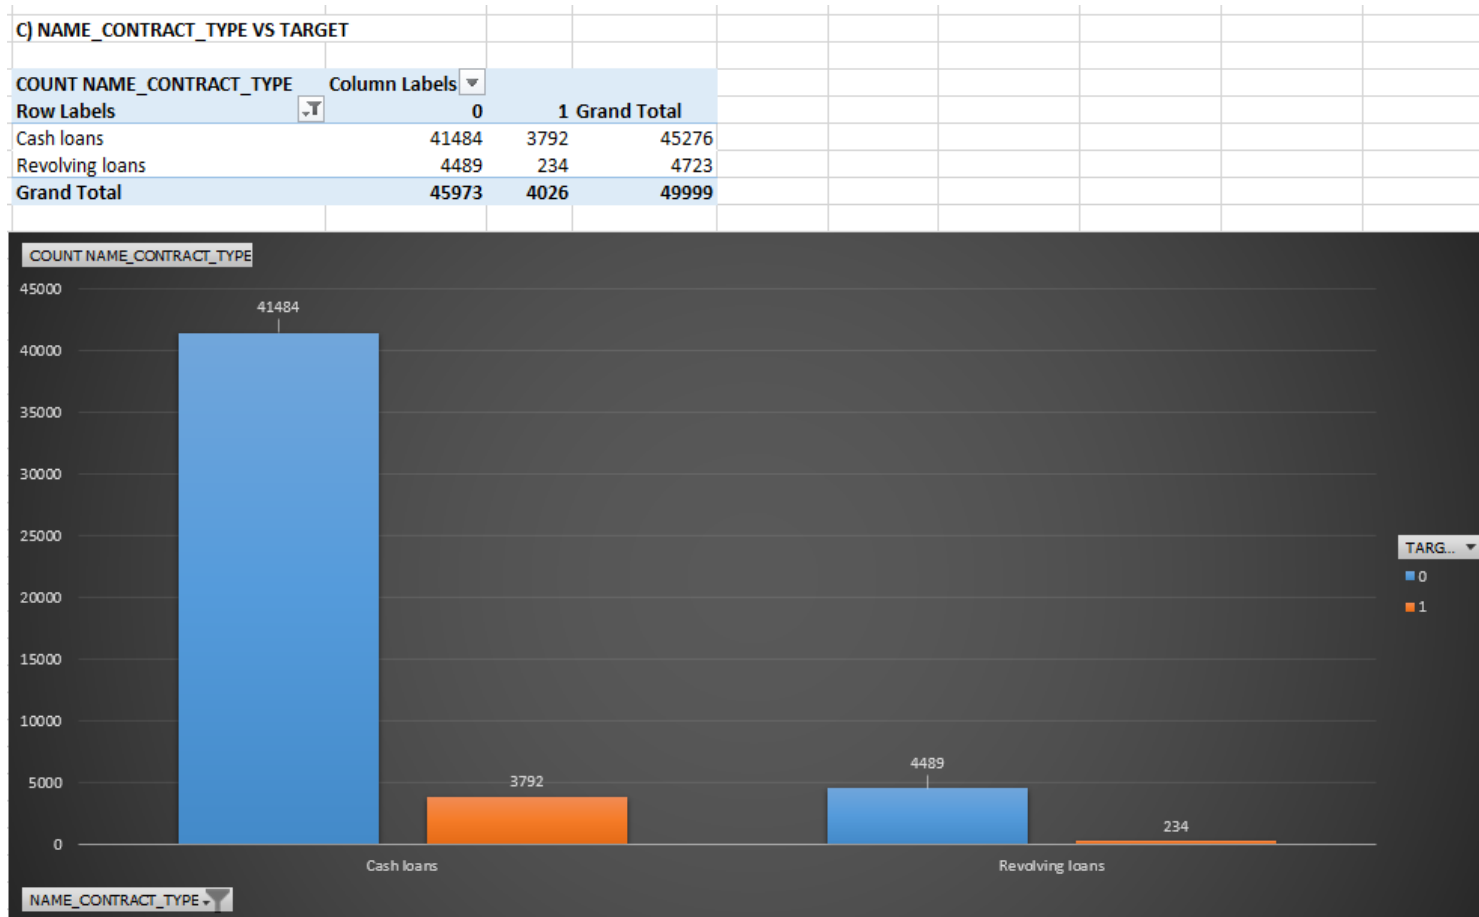 C) NAME_CONTRACT_TYPE VS TARGET
COUNT NAME_CONTRACT_TYPE Column Labels
Row Labels 0 1 Grand Total
Cash loans 41484 3792 45276
Revolving loans 4489 234 4723
Grand Total 45973 4026 49999
COUNT NAME_CONTRACT_TYPE
45000
41484
40000
35000
30000
25000
TARG...
0
20000
1
15000
10000
4489
5000
3792
234
0
Cash loans Revolving loans
NAME_CONTRACT_TYPE